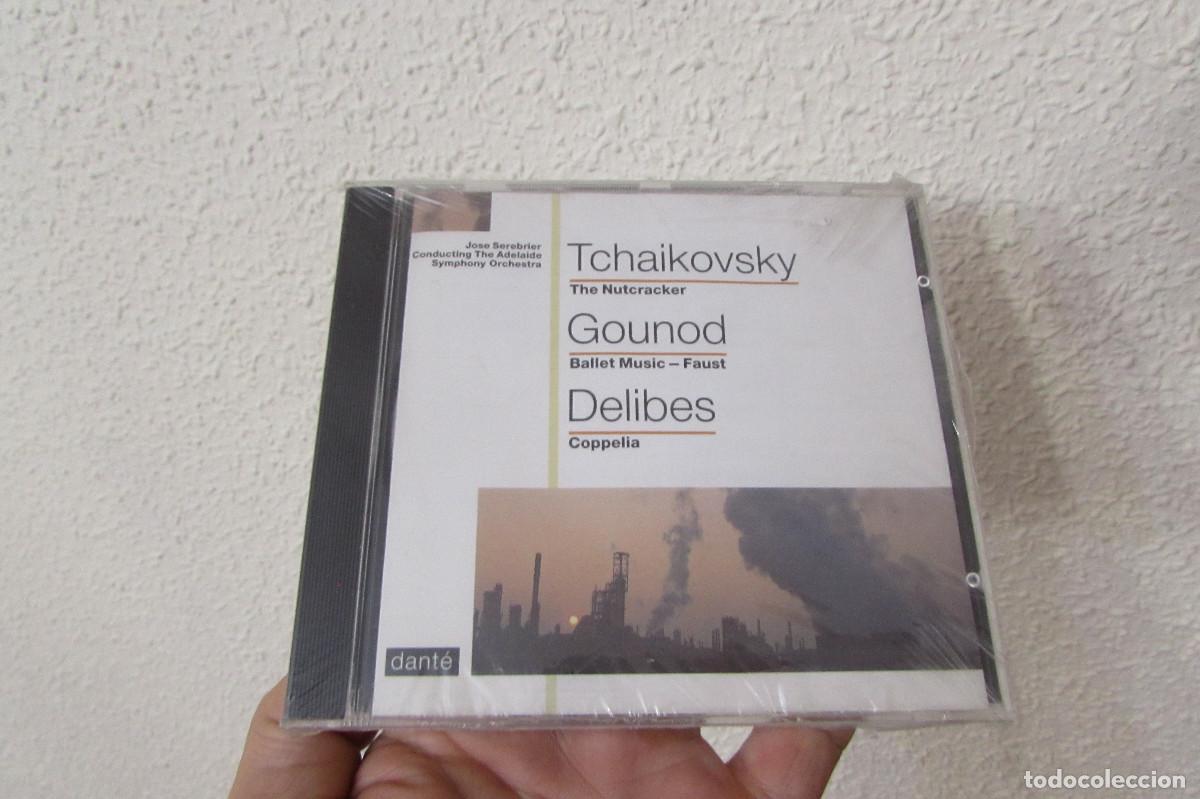 Jose Serebrier
Conducting The Adelaide
Symphony Orchestra
Tchaikovsky
The Nutcracker
Gounod
Ballet Music – Faust
Delibes
Coppelia
danté
todocoleccion